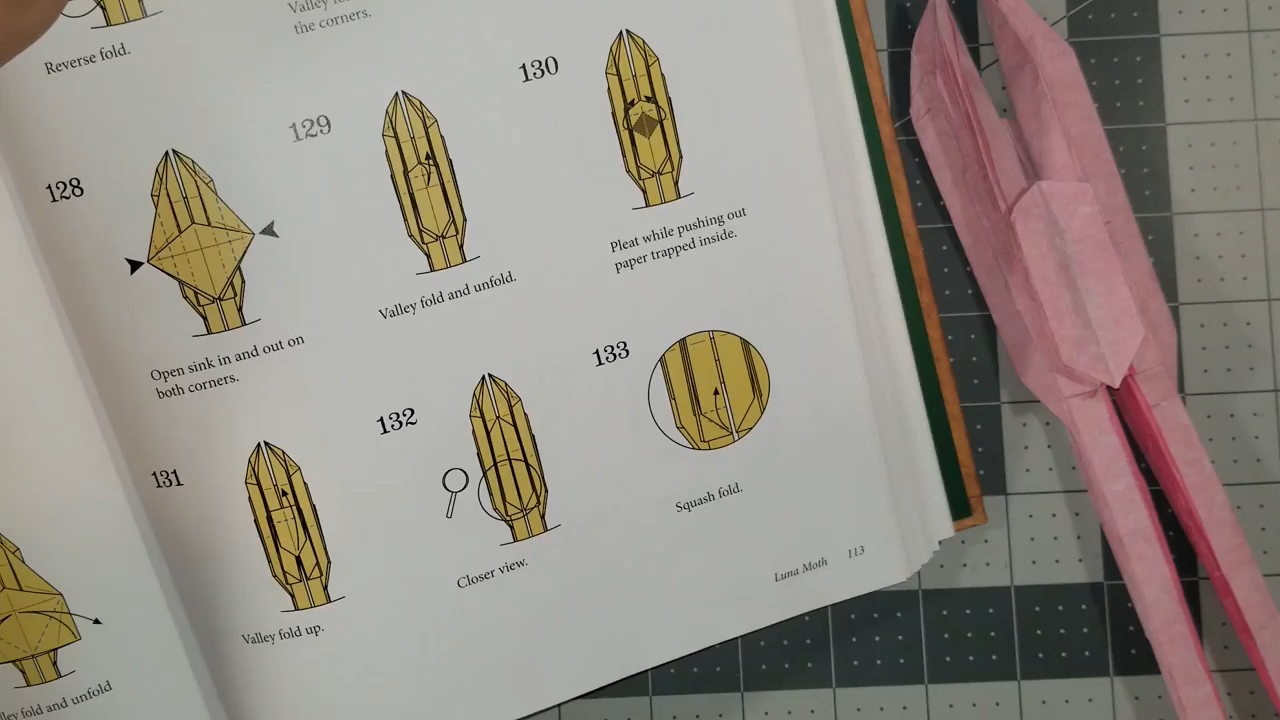 Reverse fold.
Valley
the corners.
128
Open sink in and out on
both corners.
129
Valley fold and unfold.
130
Pleat while pushing out
paper trapped inside.
131
Valley fold up.
132
Closer view.
133
Squash fold.
fold and unfold
Luna Moth 113